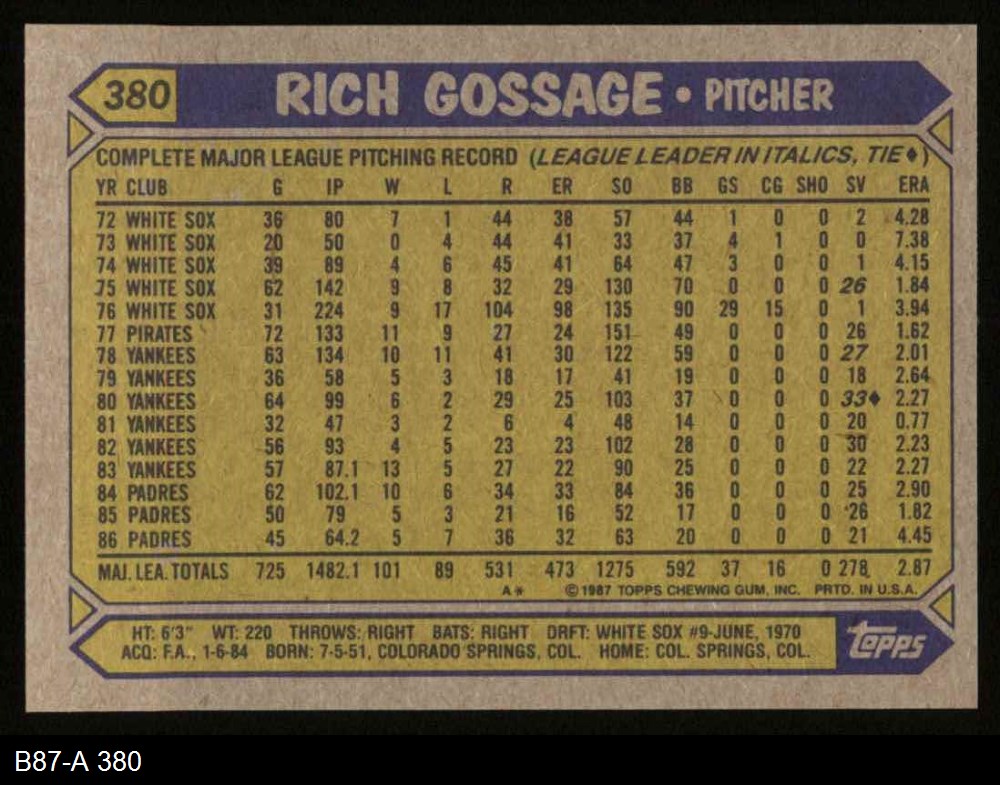 380 RICH GOSSAGE • PITCHER
COMPLETE MAJOR LEAGUE PITCHING RECORD (LEAGUE LEADER IN ITALICS, TIE♦)
YR CLUB G IP W L R ER SO BB GS CG SHO SV ERA
72 WHITE SOX 36 80 7 1 44 38 57 44 1 0 0 2 4.28
73 WHITE SOX 20 50 0 4 44 41 33 37 4 1 0 0 7.38
74 WHITE SOX 39 89 4 6 45 41 64 47 3 0 0 1 4.15
75 WHITE SOX 62 142 9 8 32 29 130 70 0 0 0 26 1.84
76 WHITE SOX 31 224 9 17 104 98 135 90 29 15 0 1 3.94
77 PIRATES 72 133 11 9 27 24 151 49 0 0 0 26 1.62
78 YANKEES 63 134 10 11 41 30 122 59 0 0 0 27 2.01
79 YANKEES 36 58 5 3 18 17 41 19 0 0 0 18 2.64
80 YANKEES 64 99 6 2 29 25 103 37 0 0 0 33♦ 2.27
81 YANKEES 32 47 3 2 6 4 48 14 0 0 0 20 0.77
82 YANKEES 56 93 4 5 23 23 102 28 0 0 0 30 2.23
83 YANKEES 57 87.1 13 5 27 22 90 25 0 0 0 22 2.27
84 PADRES 62 102.1 10 6 34 33 84 36 0 0 0 25 2.90
85 PADRES 50 79 5 3 21 16 52 17 0 0 0 26 1.82
86 PADRES 45 64.2 5 7 36 32 63 20 0 0 0 21 4.45
MAJ. LEA. TOTALS 725 1482.1 101 89 531 473 1275 592 37 16 0 278 2.87
A* ©1987 TOPPS CHEWING GUM, INC. PRTD. IN U.S.A.
HT: 6'3" WT: 220 THROWS: RIGHT BATS: RIGHT DRFT: WHITE SOX #9-JUNE, 1970
ACQ: F.A., 1-6-84 BORN: 7-5-51, COLORADO SPRINGS, COL. HOME: COL. SPRINGS, COL.
TOPPS
B87-A 380